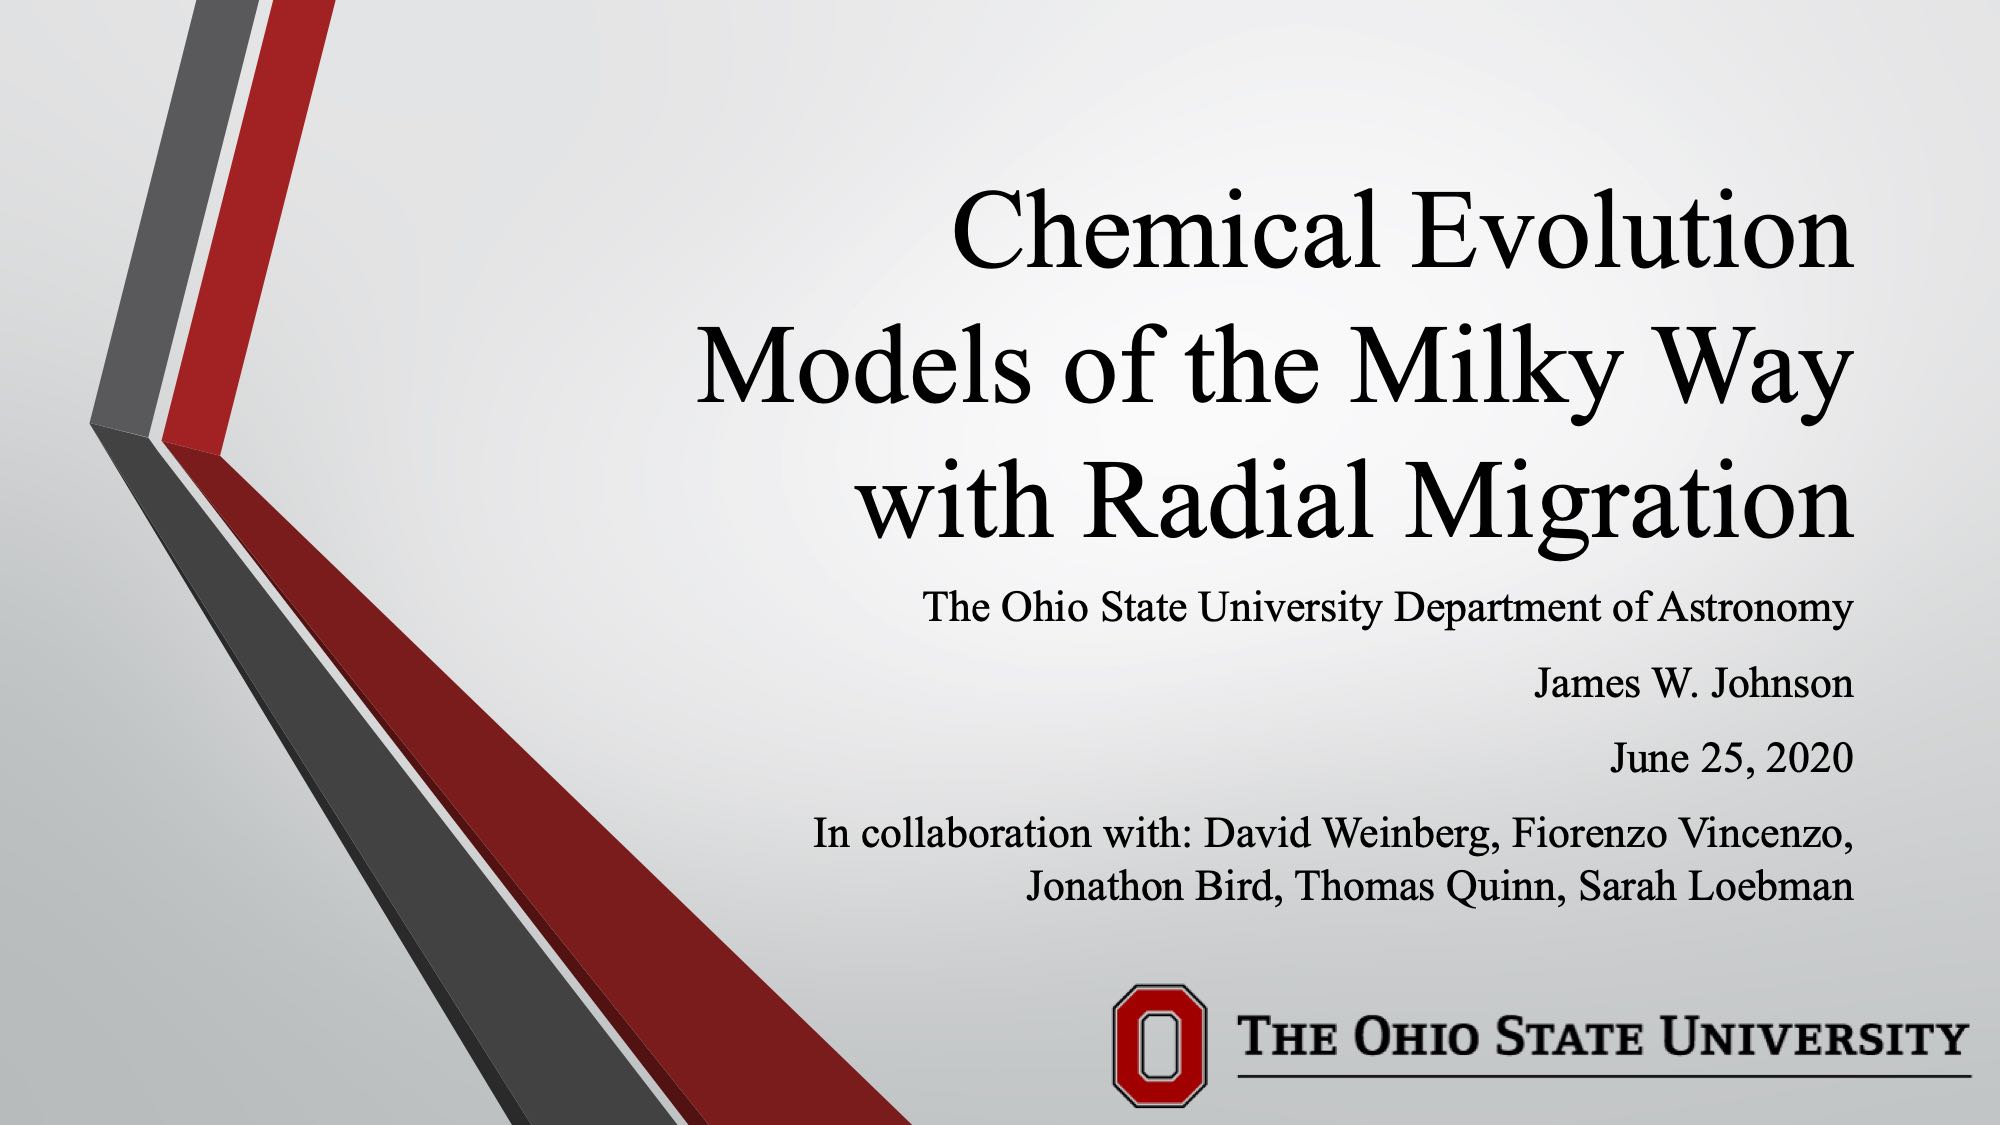 Chemical Evolution
Models of the Milky Way
with Radial Migration
The Ohio State University Department of Astronomy
James W. Johnson
June 25, 2020
In collaboration with: David Weinberg, Fiorenzo Vincenzo,
Jonathon Bird, Thomas Quinn, Sarah Loebman
THE OHIO STATE UNIVERSITY